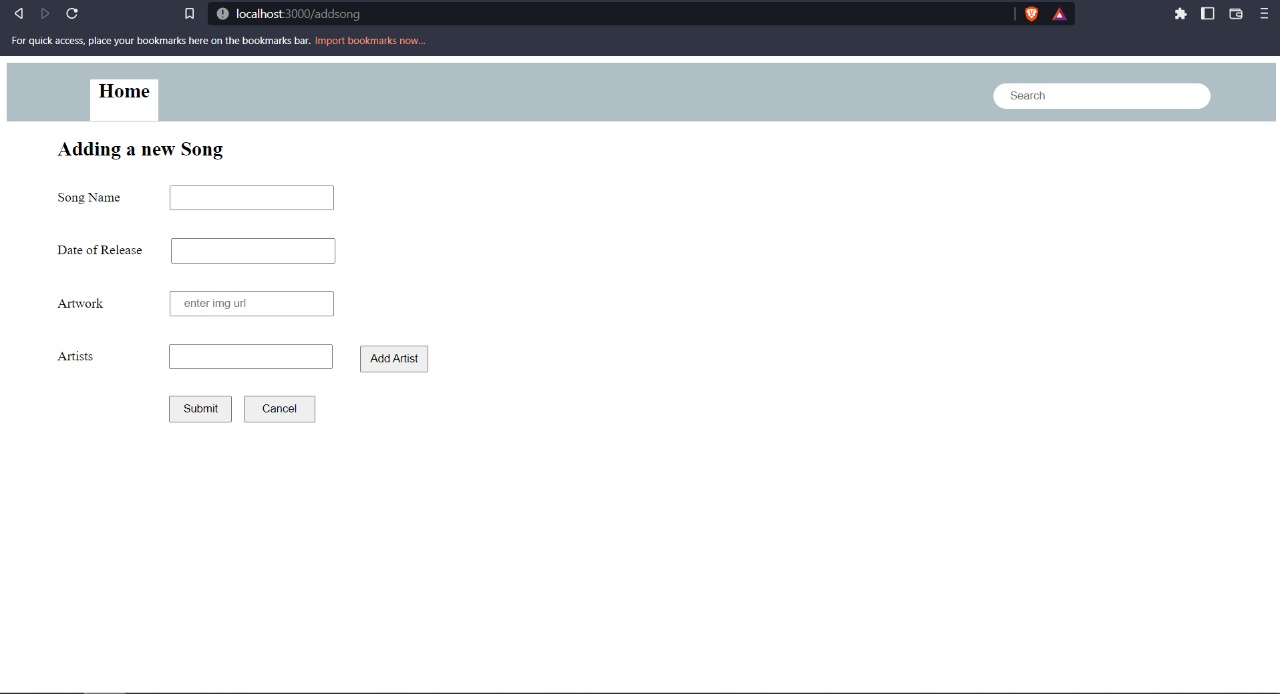 localhost:3000/addsong
For quick access, place your bookmarks here on the bookmarks bar. Import bookmarks now...
Home
Search
Adding a new Song
Song Name
Date of Release
Artwork enter img url
Artists Add Artist
Submit Cancel